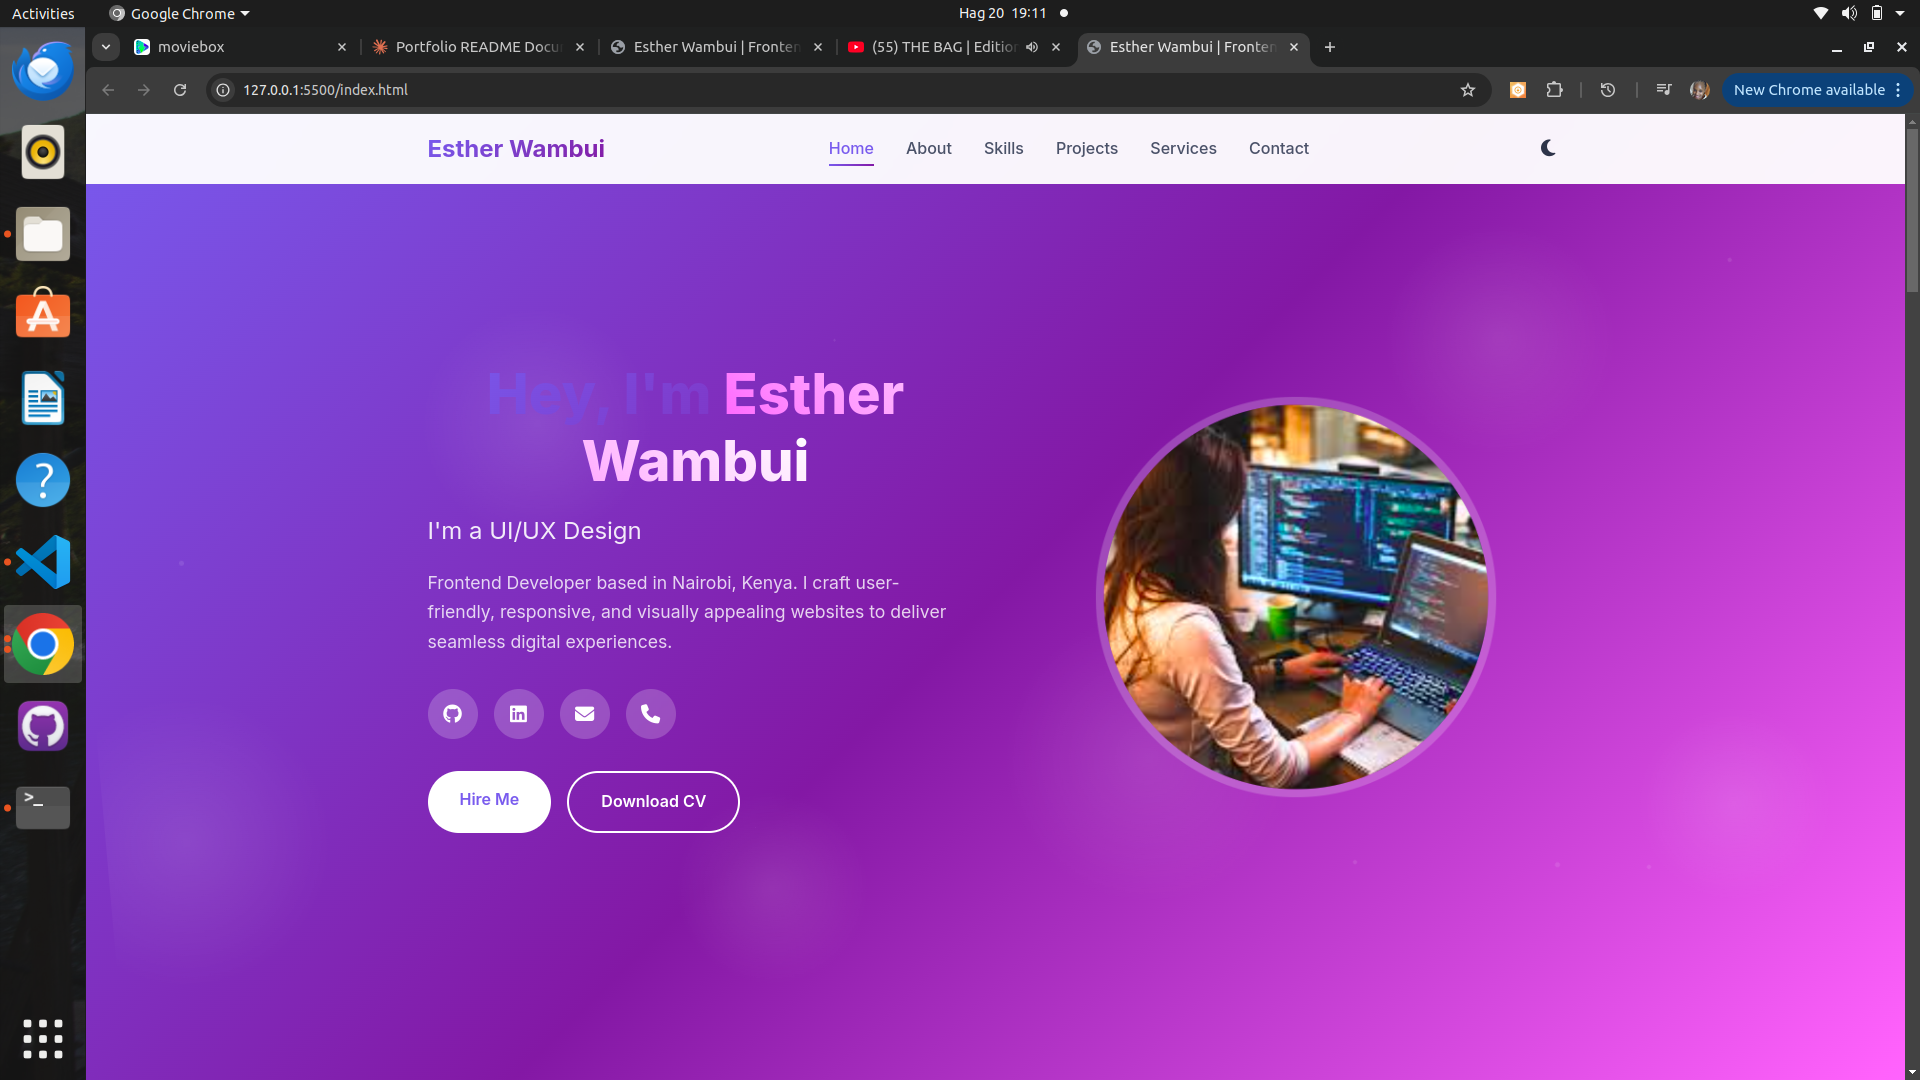 Activities
Google Chrome
Hag 20 19:11
moviebox
Portfolio README Docu
Esther Wambui | Fronten
(55) THE BAG | Edition
Esther Wambui | Fronten
127.0.0.1:5500/index.html
New Chrome available
Esther Wambui
Home
About
Skills
Projects
Services
Contact
Hey, I'm Esther
Wambui
I'm a UI/UX Design
Frontend Developer based in Nairobi, Kenya. I craft user-
friendly, responsive, and visually appealing websites to deliver
seamless digital experiences.
Hire Me
Download CV